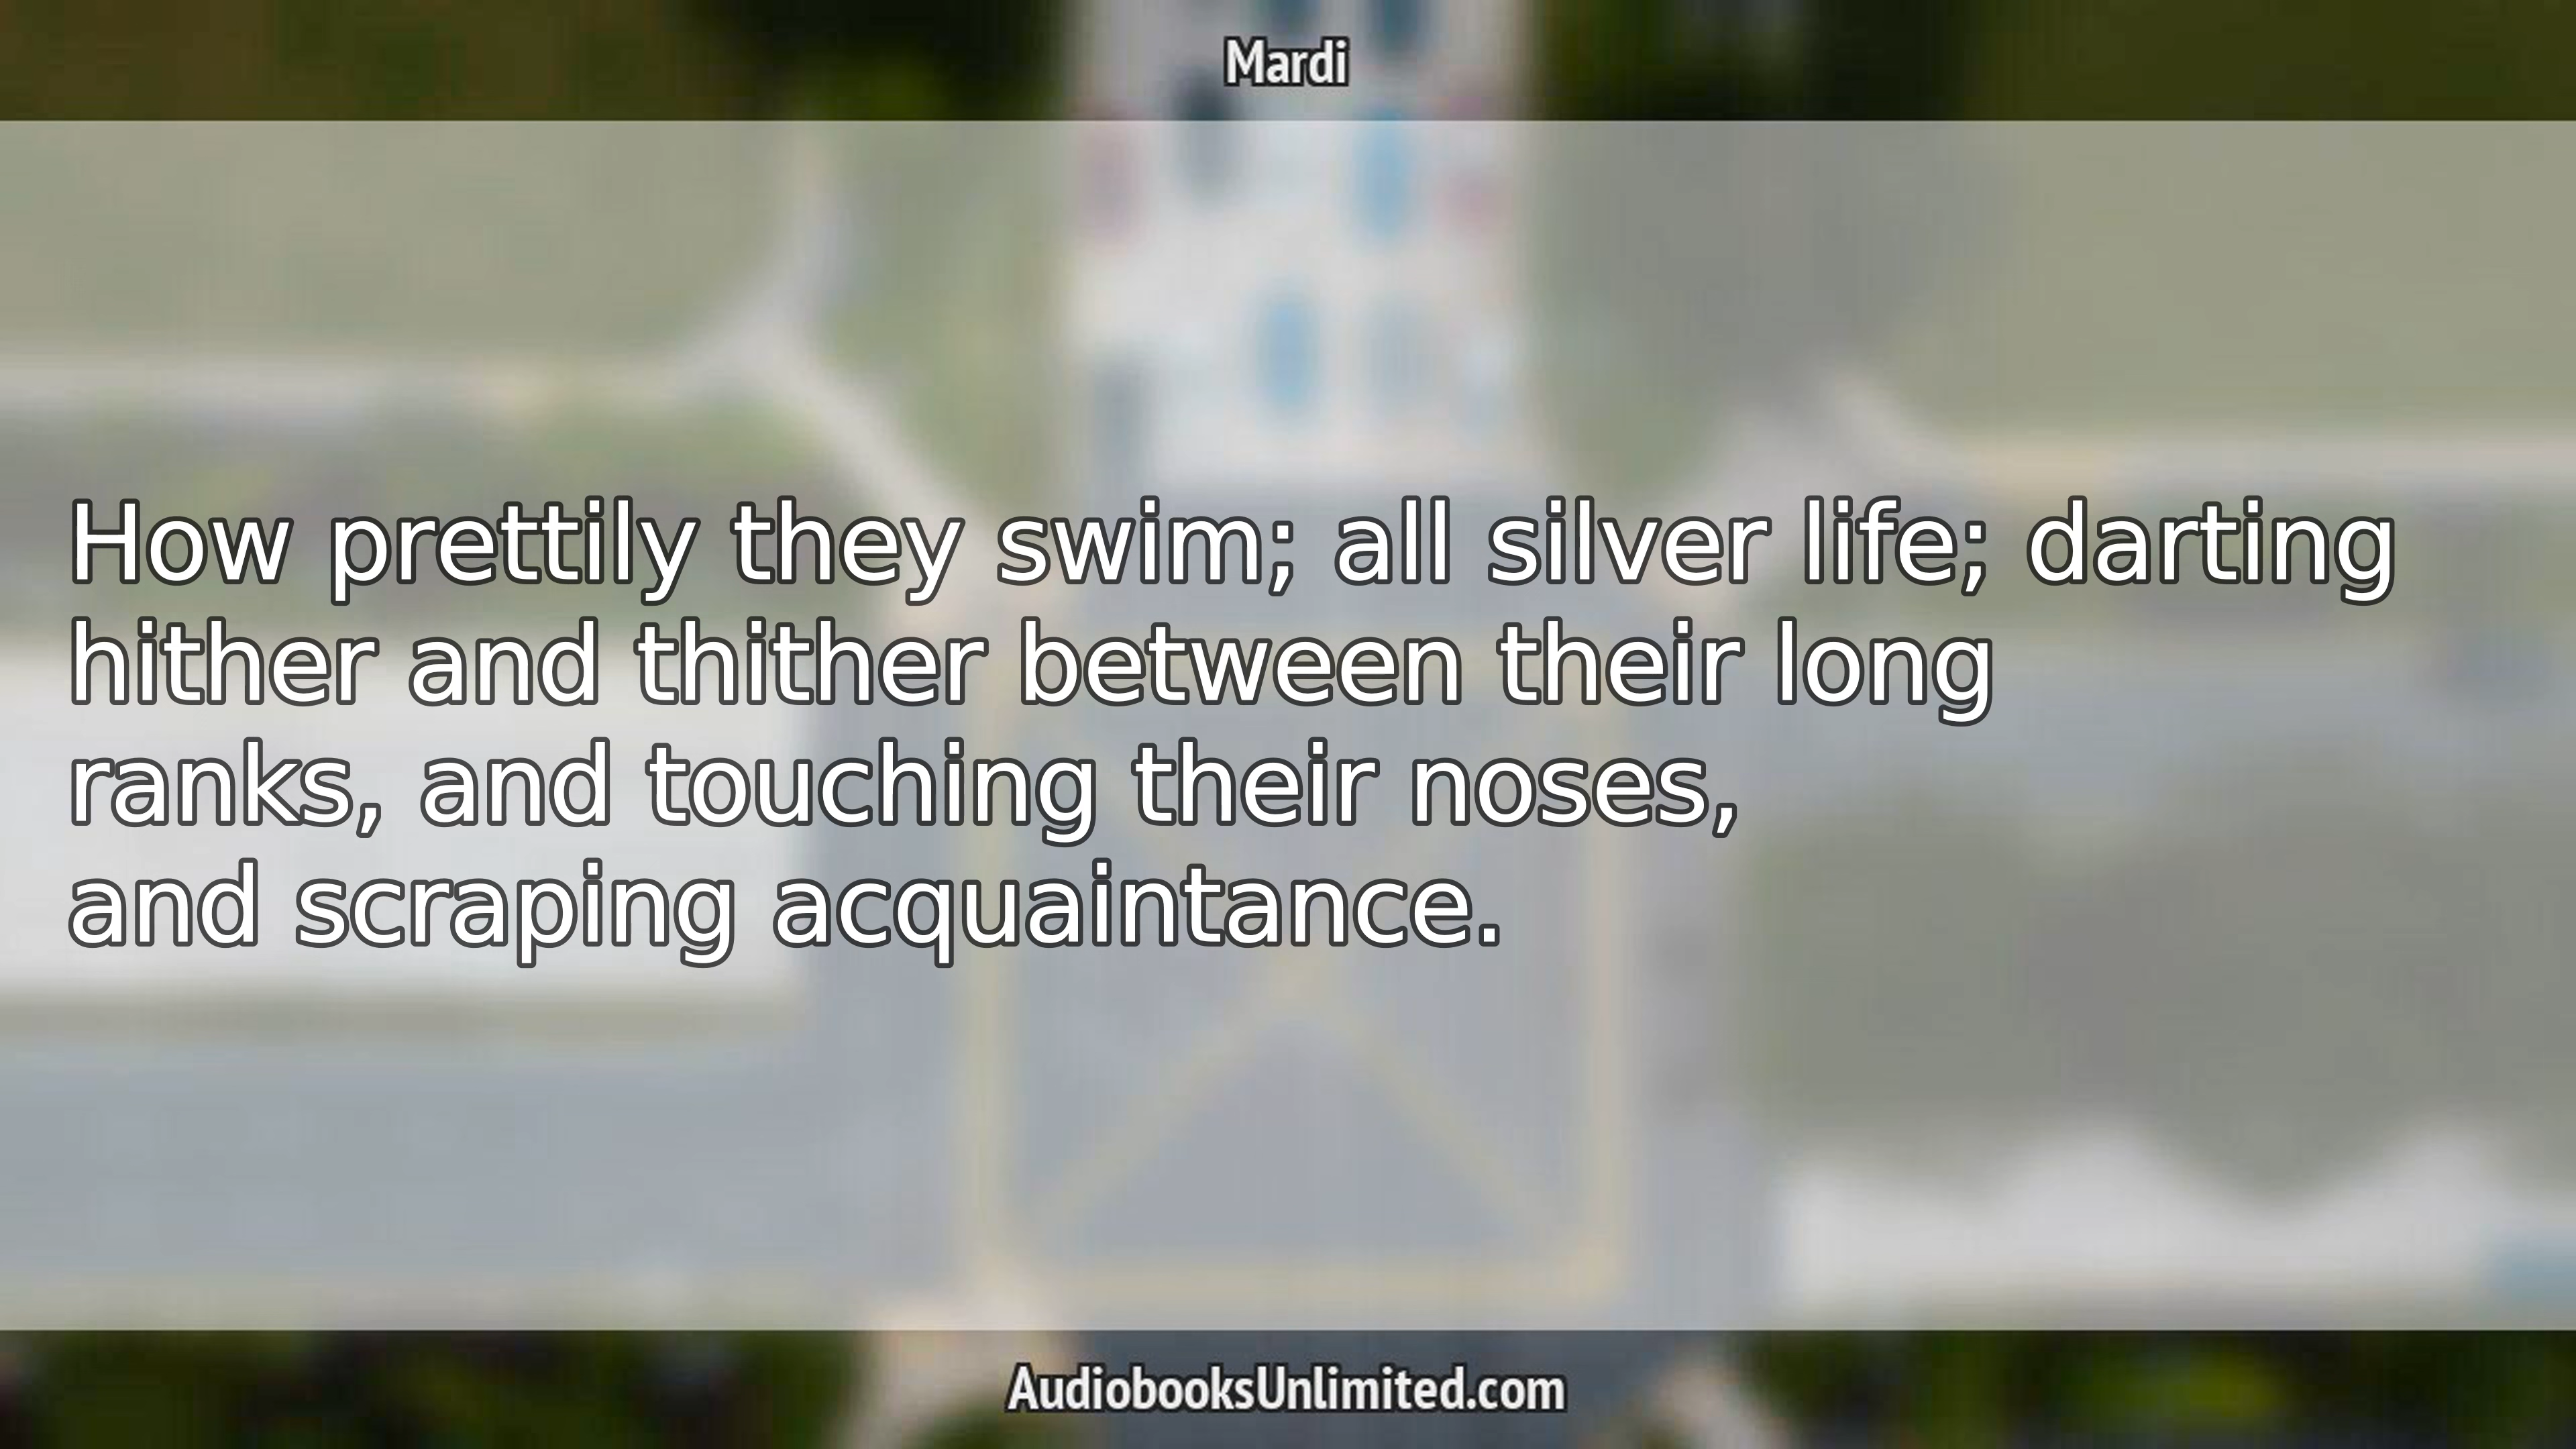 Mardi
How prettily they swim; all silver life; darting
hither and thither between their long
ranks, and touching their noses,
and scraping acquaintance.
AudiobooksUnlimited.com